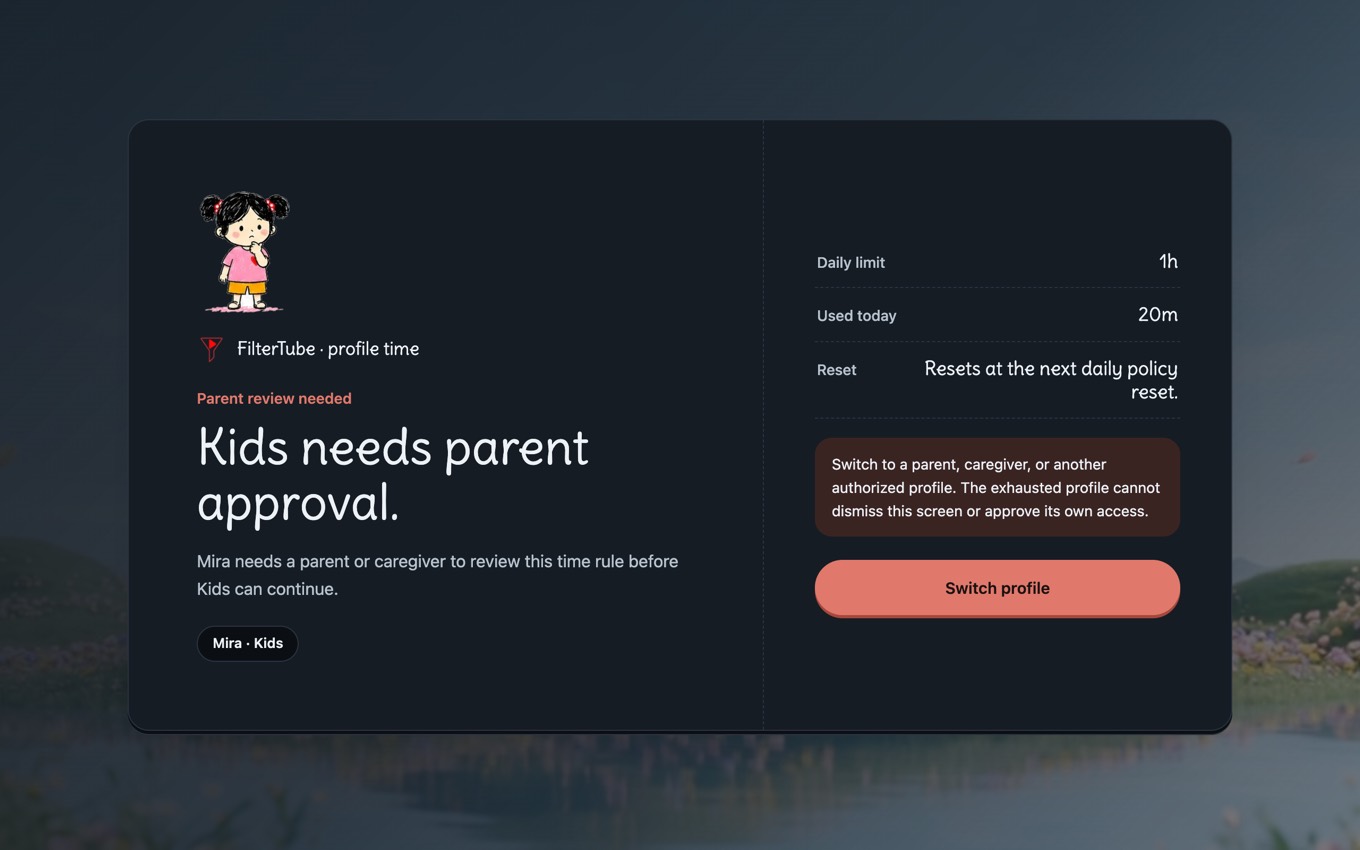 FilterTube · profile time
Parent review needed
Kids needs parent
approval.
Mira needs a parent or caregiver to review this time rule before
Kids can continue.
Mira · Kids
Daily limit 1h
Used today 20m
Reset Resets at the next daily policy
reset.
Switch to a parent, caregiver, or another
authorized profile. The exhausted profile cannot
dismiss this screen or approve its own access.
Switch profile